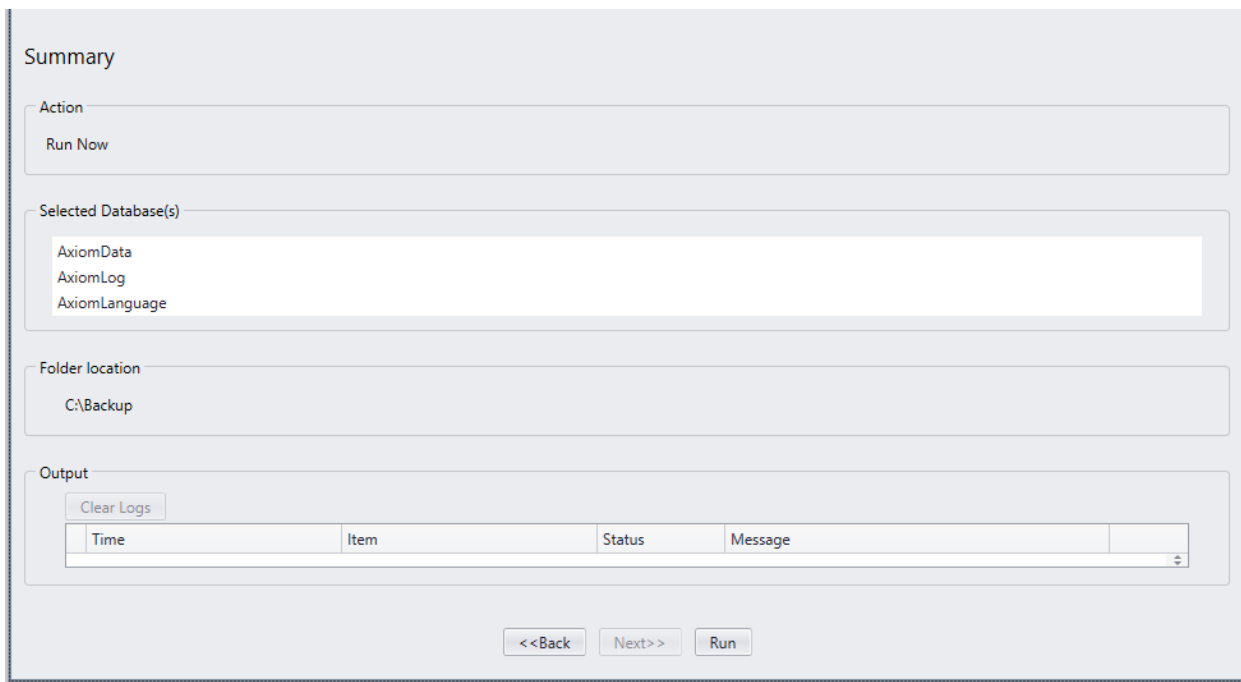 Summary
Action
Run Now
Selected Database(s)
AxiomData
AxiomLog
AxiomLanguage
Folder location
C:\Backup
Output
Clear Logs
Time Item Status Message
<<Back Next>> Run